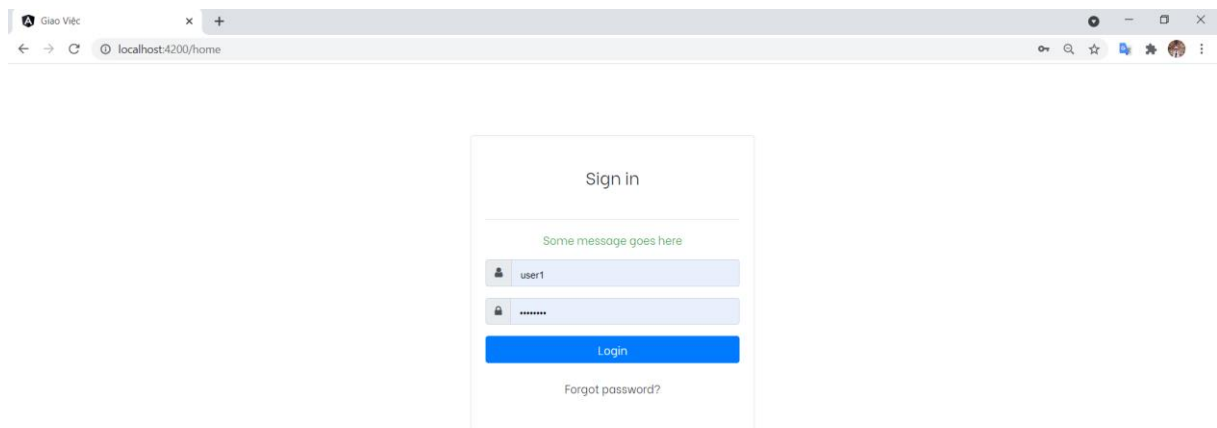 Giao Việc
localhost:4200/home
Sign in
Some message goes here
user1
••••••••
Login
Forgot password?